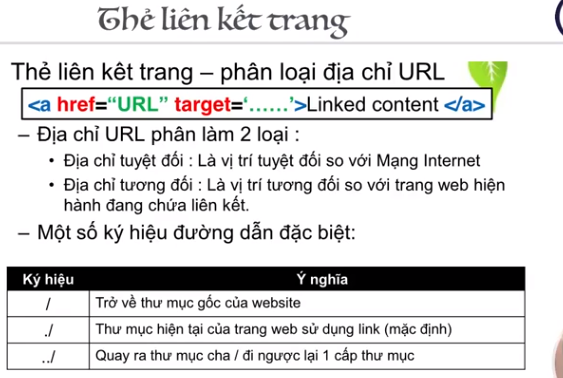 Thẻ liên kết trang
Thẻ liên kêt trang – phân loại địa chỉ URL
<a href=“URL” target=‘……’>Linked content </a>
– Địa chỉ URL phân làm 2 loại :
• Địa chỉ tuyệt đối : Là vị trí tuyệt đối so với Mạng Internet
• Địa chỉ tương đối : Là vị trí tương đối so với trang web hiện
hành đang chứa liên kết.
– Một số ký hiệu đường dẫn đặc biệt:
Ký hiệu Ý nghĩa
/ Trở về thư mục gốc của website
./ Thư mục hiện tại của trang web sử dụng link (mặc định)
../ Quay ra thư mục cha / đi ngược lại 1 cấp thư mục